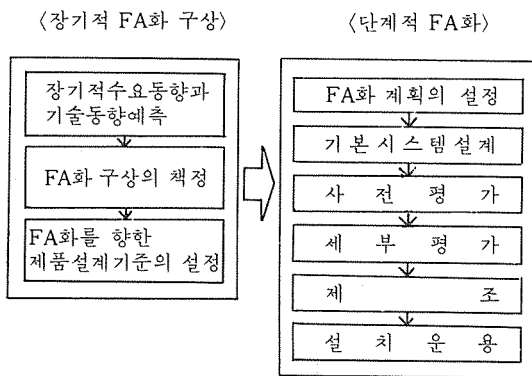 〈장기적 FA화 구상〉
장기적수요동향과
기술동향예측
FA화 구상의 책정
FA화를 향한
제품설계기준의 설정
〈단계적 FA화〉
FA화 계획의 설정
기본시스템설계
사 전 평 가
세 부 평 가
제 조
설 치 운 용